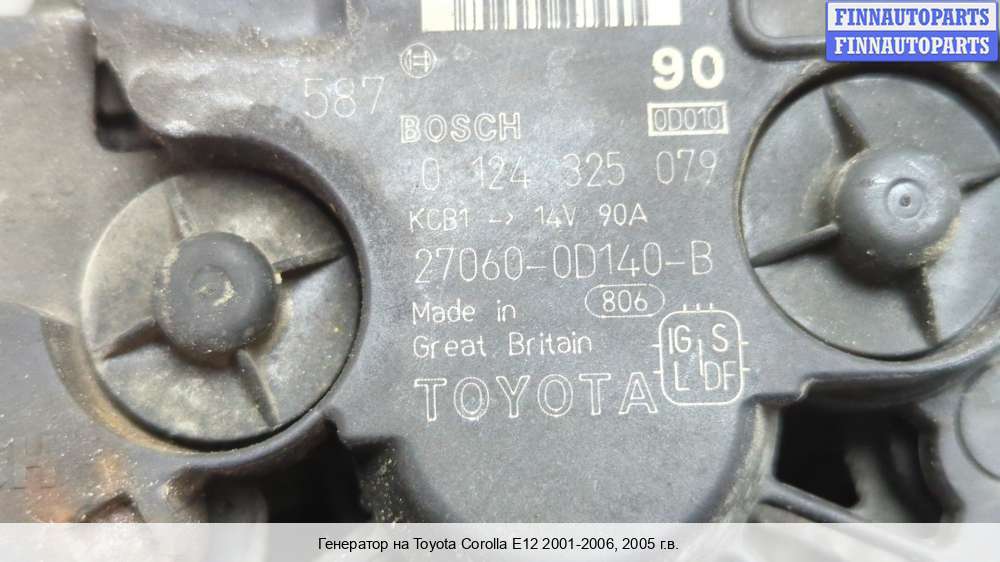 FINNAUTOPARTS
FINNAUTOPARTS
90
587
BOSCH
0D010
0 124 325 079
KCB1 -> 14V 90A
27060-0D140-B
Made in
806
Great Britain
IG S
L DF
TOYOTA
Генератор на Toyota Corolla E12 2001-2006, 2005 г.в.